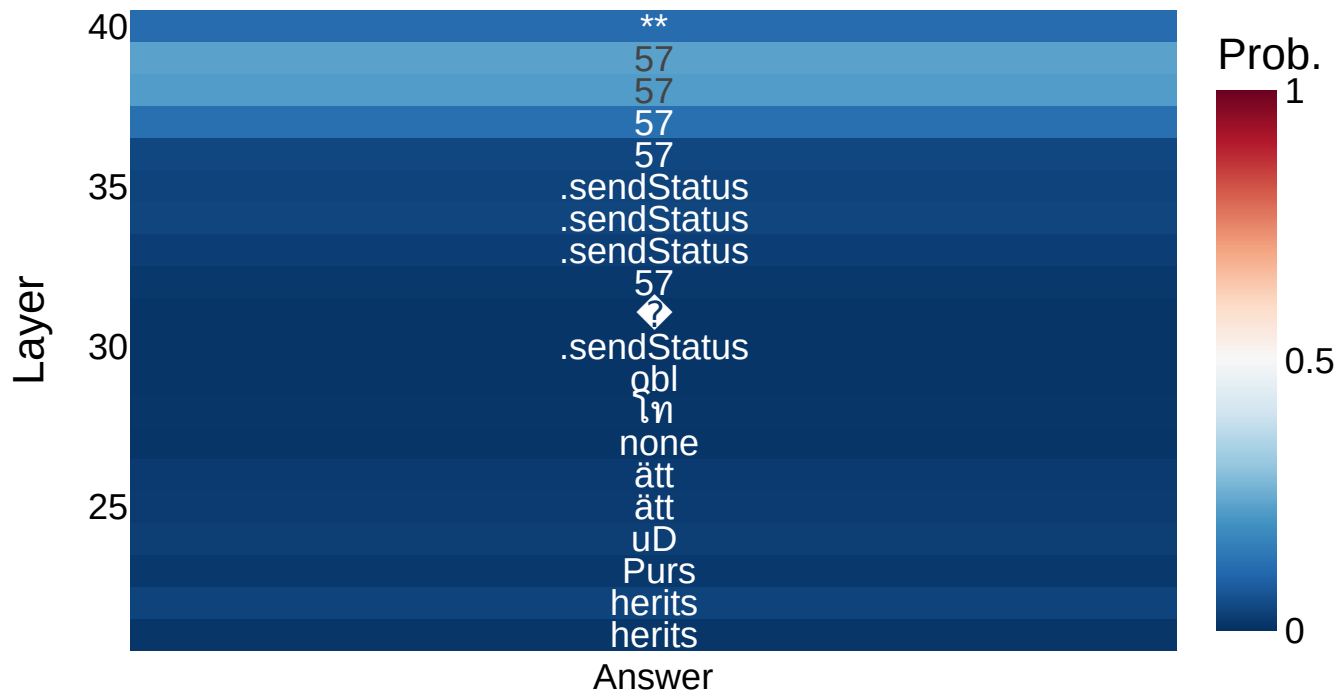 40
**
Prob.
57
57
1
57
57
35
.sendStatus
.sendStatus
.sendStatus
57
�
Layer
30
.sendStatus
0.5
obl
โท
none
ätt
25
ätt
uD
Purs
herits
herits
0
Answer